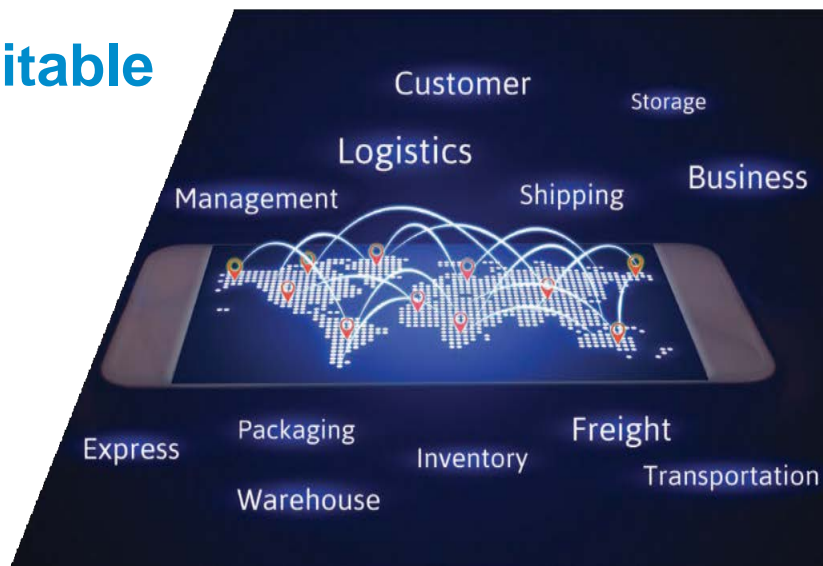 itable
Customer
Storage
Logistics
Business
Management
Shipping
Packaging
Freight
Express
Inventory
Transportation
Warehouse